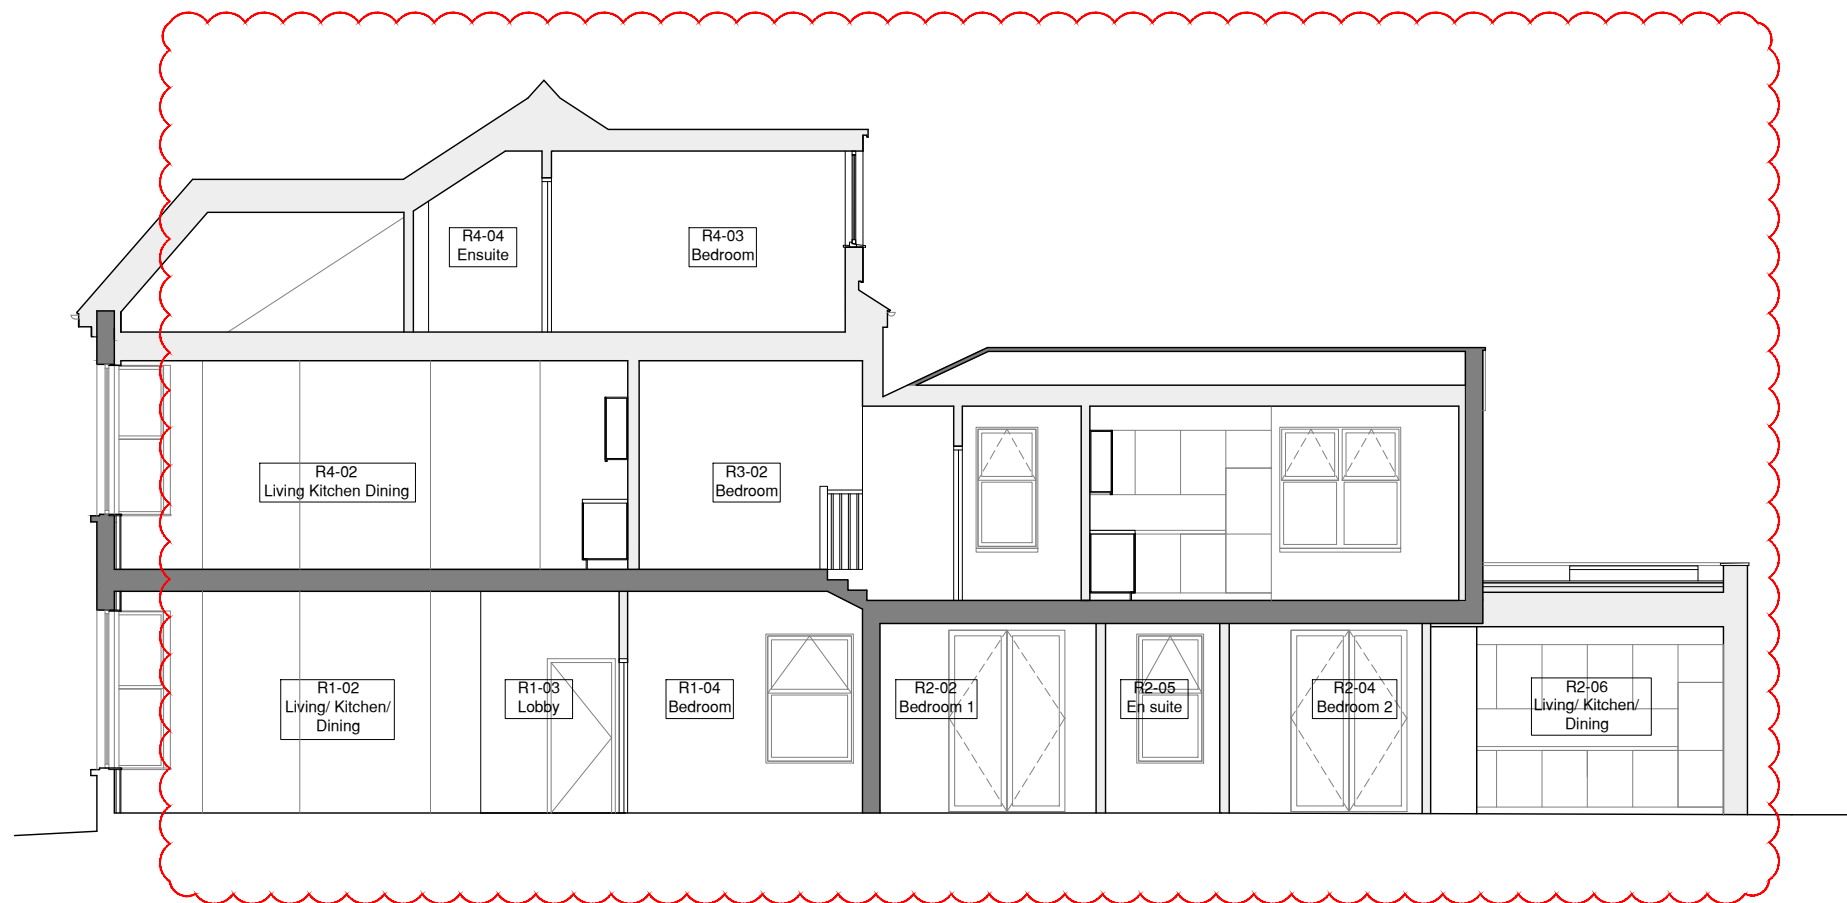 R4-04
Ensuite
R4-03
Bedroom
R4-02
Living Kitchen Dining
R3-02
Bedroom
R1-02
Living/ Kitchen/
Dining
R1-03
Lobby
R1-04
Bedroom
R2-02
Bedroom 1
R2-05
En suite
R2-04
Bedroom 2
R2-06
Living/ Kitchen/
Dining